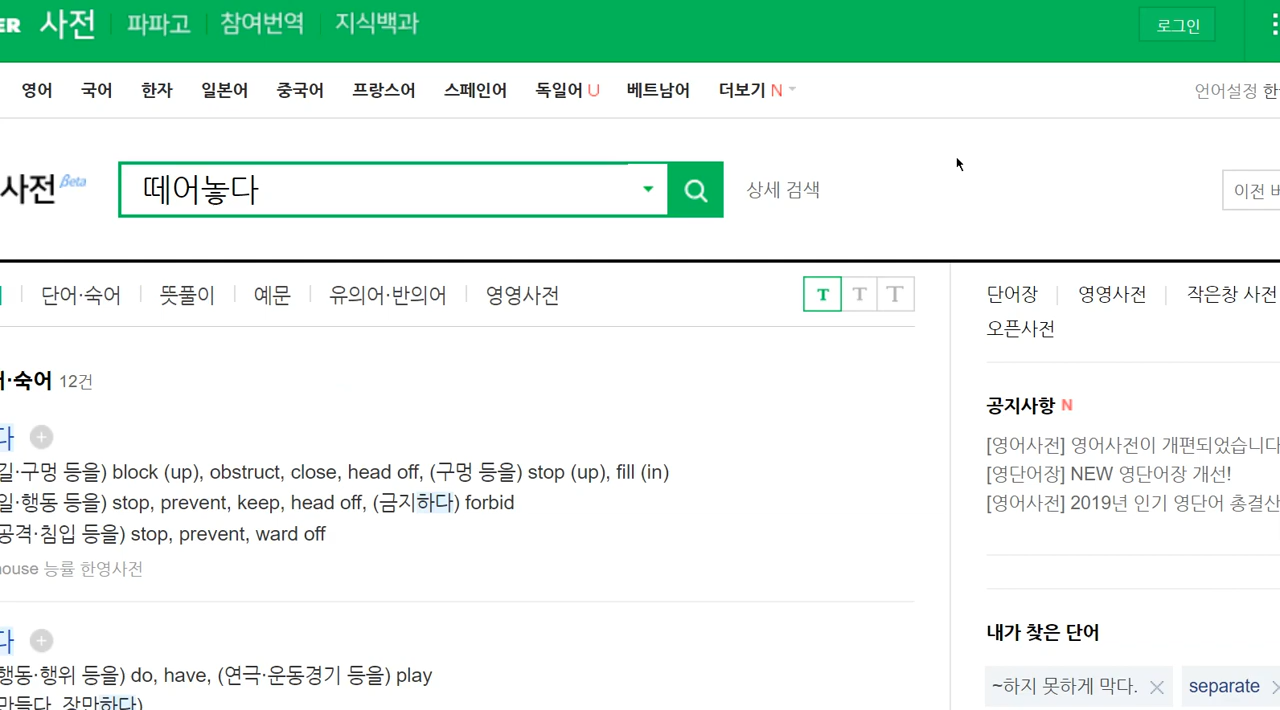 ER 사전 파파고 참여번역 지식백과 로그인
영어 국어 한자 일본어 중국어 프랑스어 스페인어 독일어 U 베트남어 더보기 N 언어설정 한
사전 Beta 떼어놓다 상세 검색 이전 버
단어·숙어 뜻풀이 예문 유의어·반의어 영영사전 T T T
단어장 영영사전 작은창 사전
오픈사전
·숙어 12건
공지사항 N
다
[영어사전] 영어사전이 개편되었습니다
길·구멍 등을) block (up), obstruct, close, head off, (구멍 등을) stop (up), fill (in)
[영단어장] NEW 영단어장 개선!
일·행동 등을) stop, prevent, keep, head off, (금지하다) forbid
[영어사전] 2019년 인기 영단어 총결산
공격·침입 등을) stop, prevent, ward off
ouse 능률 한영사전
내가 찾은 단어
다
행동·행위 등을) do, have, (연극·운동경기 등을) play
~하지 못하게 막다. separate
만들다, 장만하다)